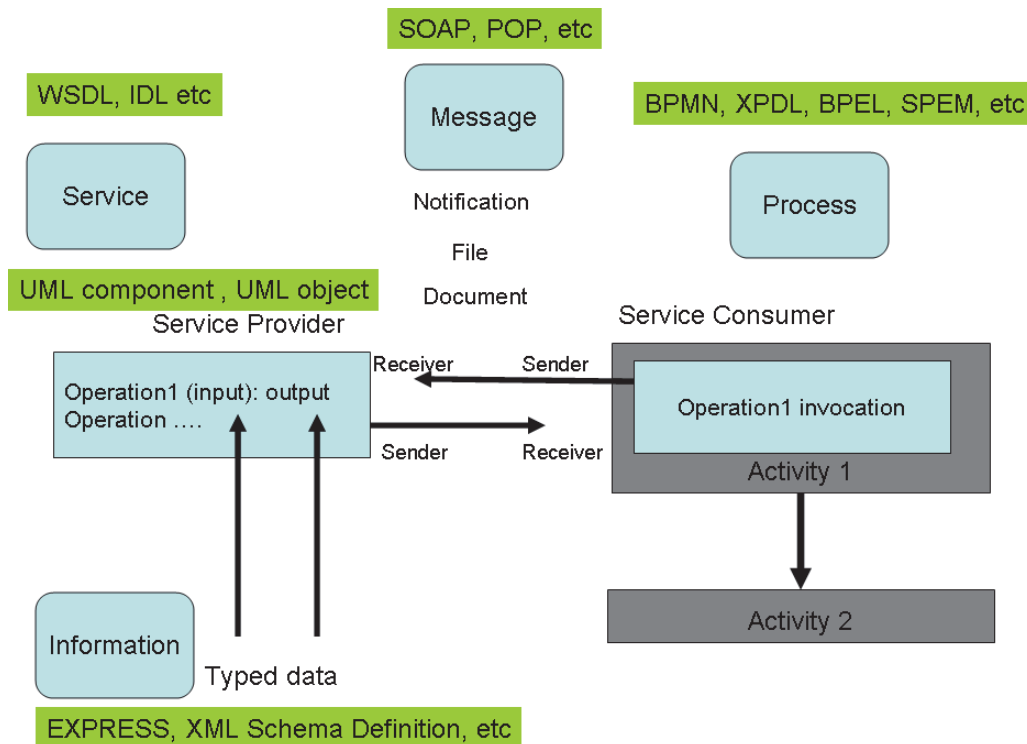 SOAP, POP, etc
WSDL, IDL etc
Message
BPMN, XPDL, BPEL, SPEM, etc
Service
Notification
Process
File
UML component , UML object
Document
Service Provider
Service Consumer
Receiver
Sender
Operation1 (input): output
Operation ....
Operation1 invocation
Sender
Receiver
Activity 1
Activity 2
Information
Typed data
EXPRESS, XML Schema Definition, etc